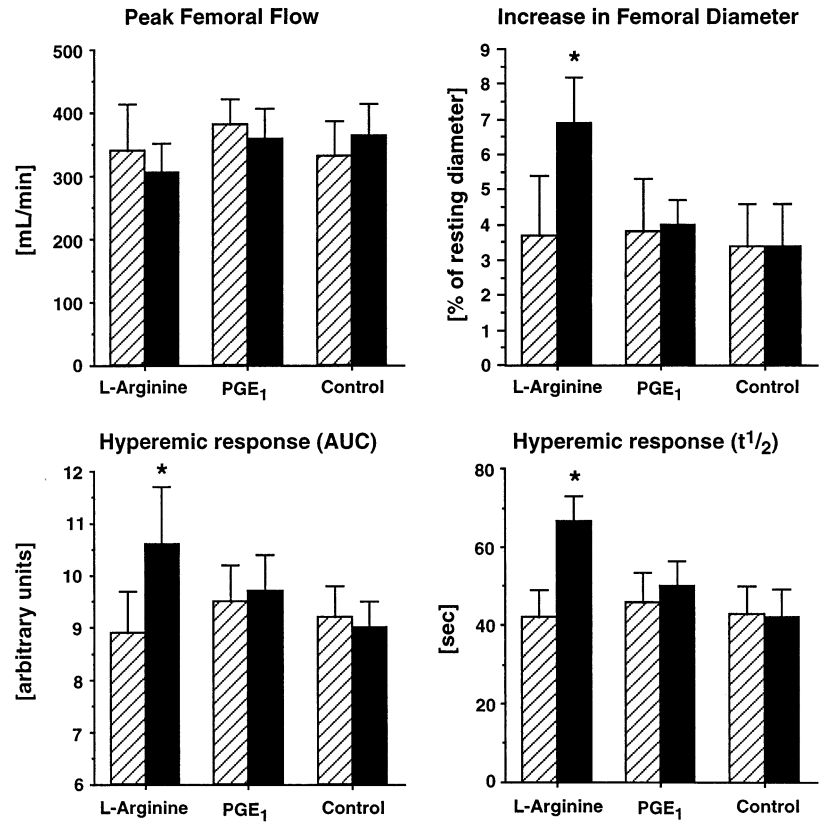 Peak Femoral Flow
[mL/min]
500
400
300
200
100
0
L-Arginine PGE1 Control
Increase in Femoral Diameter
[% of resting diameter]
9
8
7
6
5
4
3
2
1
0
*
L-Arginine PGE1 Control
Hyperemic response (AUC)
[arbitrary units]
12
11
10
9
8
7
6
*
L-Arginine PGE1 Control
Hyperemic response (t1/2)
[sec]
80
60
40
20
0
*
L-Arginine PGE1 Control